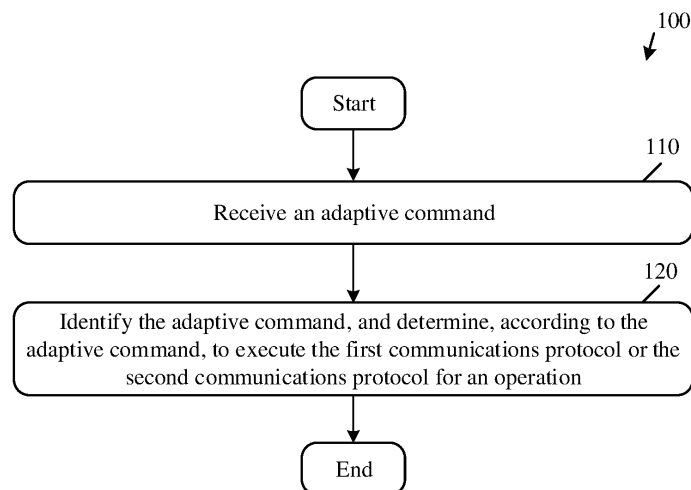 100
Start
110
Receive an adaptive command
120
Identify the adaptive command, and determine, according to the
adaptive command, to execute the first communications protocol or the
second communications protocol for an operation
End